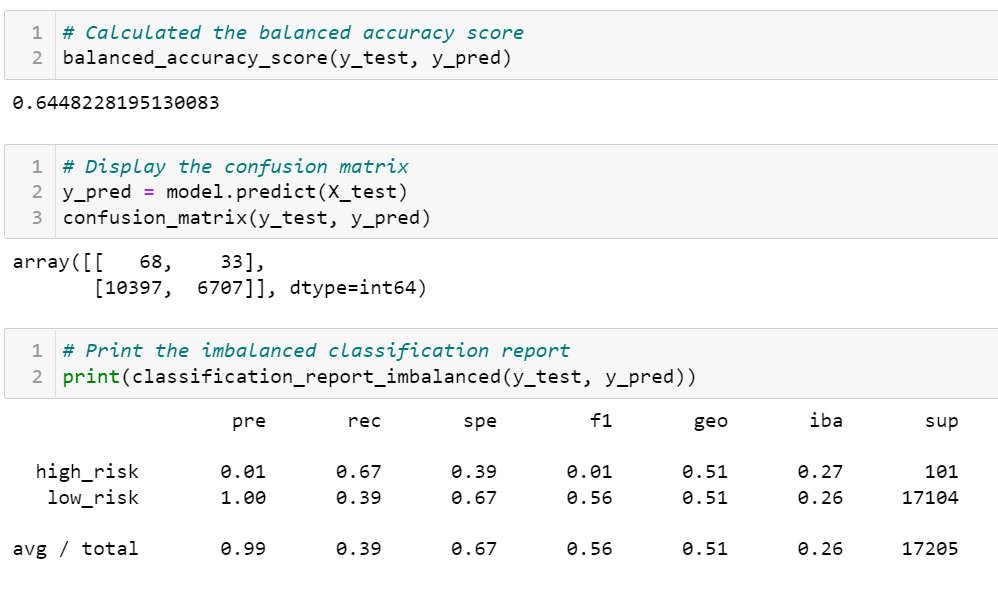 1 # Calculated the balanced accuracy score
2 balanced_accuracy_score(y_test, y_pred)
0.6448228195130083
1 # Display the confusion matrix
2 y_pred = model.predict(X_test)
3 confusion_matrix(y_test, y_pred)
array([[   68,    33],
       [10397,  6707]], dtype=int64)
1 # Print the imbalanced classification report
2 print(classification_report_imbalanced(y_test, y_pred))
pre rec spe f1 geo iba sup
high_risk 0.01 0.67 0.39 0.01 0.51 0.27 101
low_risk 1.00 0.39 0.67 0.56 0.51 0.26 17104
avg / total 0.99 0.39 0.67 0.56 0.51 0.26 17205